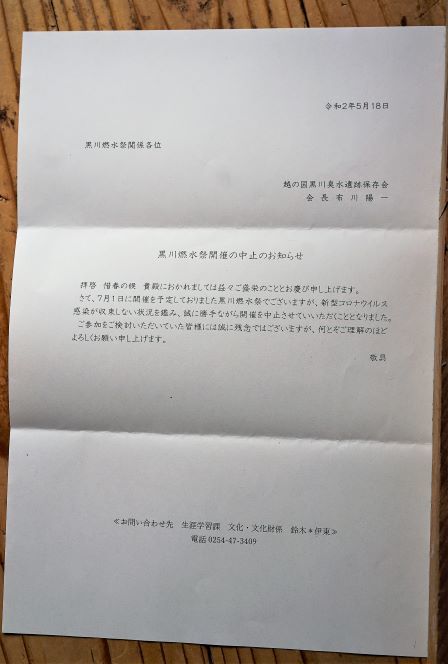 令和2年5月18日
黒川燃水祭関係各位
越の国黒川臭水遺跡保存会
会長 布川 陽一
黒川燃水祭開催の中止のお知らせ
拝啓 惜春の候 貴殿におかれましては益々ご盛栄のこととお慶び申し上げます。
さて、7月1日に開催を予定しておりました黒川燃水祭でございますが、新型コロナウイルス
感染が収束しない状況を鑑み、誠に勝手ながら開催を中止させていいただくこととなりました。
ご参加をご検討いただいていた皆様には誠に残念ではございますが、何とぞご理解のほど
よろしくお願い申し上げます。
敬具
≪お問い合わせ先 生涯学習課 文化・文化財係 鈴木*伊東≫
電話 0254-47-3409